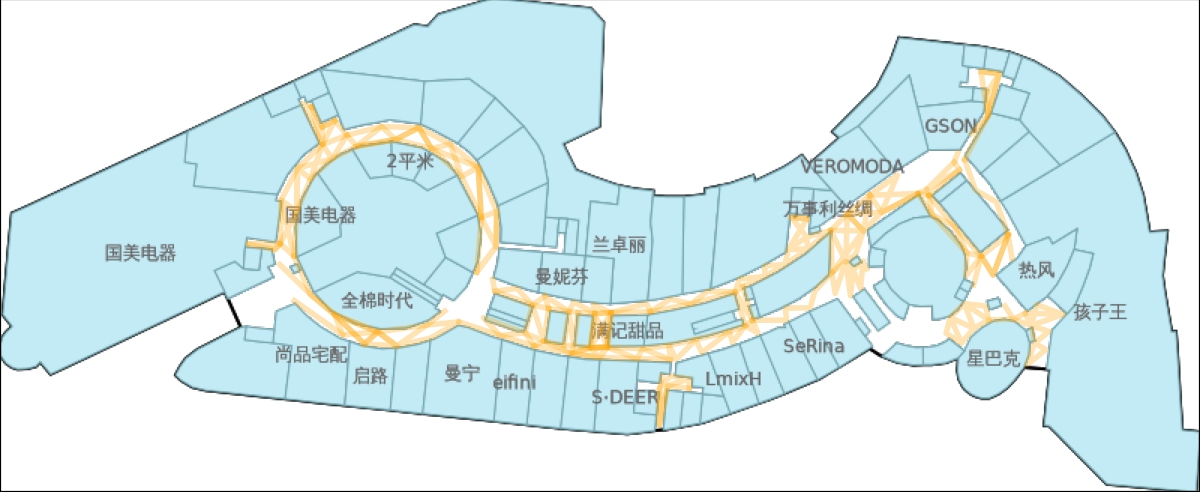 GSON
2平米
VEROMODA
国美电器
万事利丝绸
国美电器
兰卓丽
热风
曼妮芬
全棉时代
孩子王
满记甜品
SeRina
尚品宅配
星巴克
启路
曼宁
eifini
LmixH
S·DEER